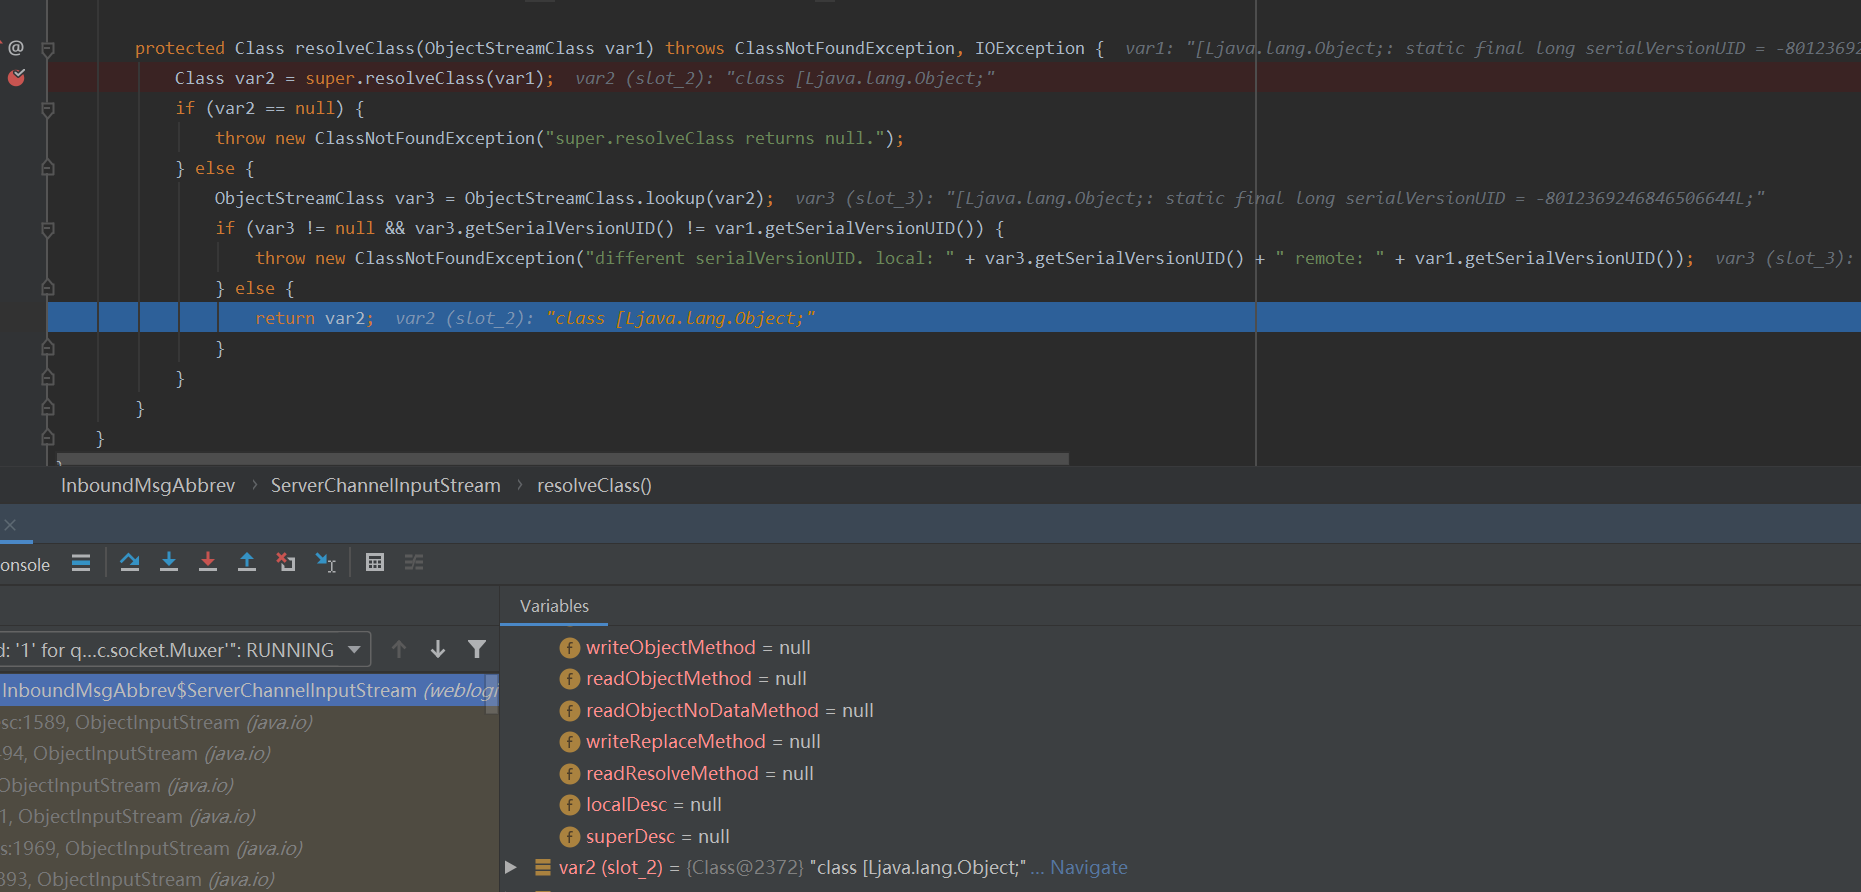 @
protected Class resolveClass(ObjectStreamClass var1) throws ClassNotFoundException, IOException { var1: "[Ljava.lang.Object;: static final long serialVersionUID = -80123692
Class var2 = super.resolveClass(var1); var2 (slot_2): "class [Ljava.lang.Object;"
if (var2 == null) {
throw new ClassNotFoundException("super.resolveClass returns null.");
} else {
ObjectStreamClass var3 = ObjectStreamClass.lookup(var2); var3 (slot_3): "[Ljava.lang.Object;: static final long serialVersionUID = -8012369246846506644L;"
if (var3 != null && var3.getSerialVersionUID() != var1.getSerialVersionUID()) {
throw new ClassNotFoundException("different serialVersionUID. local: " + var3.getSerialVersionUID() + " remote: " + var1.getSerialVersionUID()); var3 (slot_3):
} else {
return var2; var2 (slot_2): "class [Ljava.lang.Object;"
}
}
}
}
InboundMsgAbbrev › ServerChannelInputStream › resolveClass()
onsole
Variables
d: '1' for q...c.socket.Muxer'": RUNNING
InboundMsgAbbrev$ServerChannelInputStream (weblogi
sc:1589, ObjectInputStream (java.io)
94, ObjectInputStream (java.io)
ObjectInputStream (java.io)
1, ObjectInputStream (java.io)
s:1969, ObjectInputStream (java.io)
393, ObjectInputStream (java.io)
f writeObjectMethod = null
f readObjectMethod = null
f readObjectNoDataMethod = null
f writeReplaceMethod = null
f readResolveMethod = null
f localDesc = null
f superDesc = null
var2 (slot_2) = {Class@2372} "class [Ljava.lang.Object;" ... Navigate